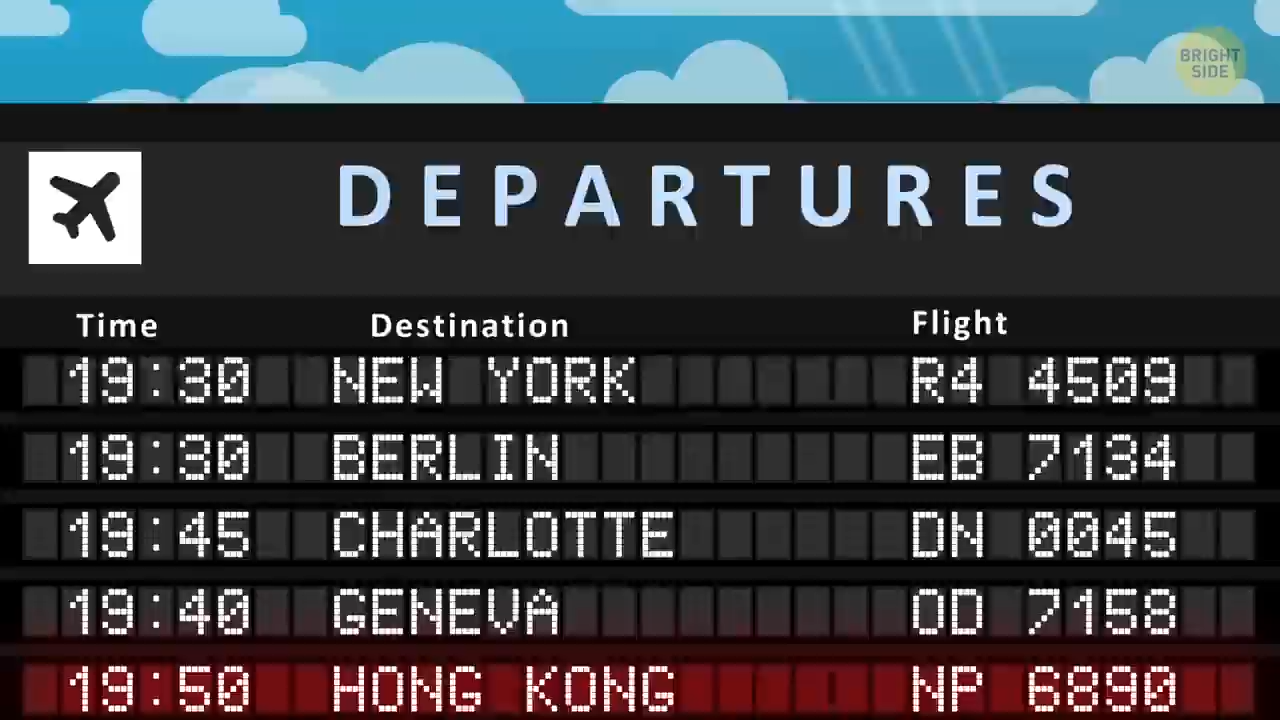 BRIGHT
SIDE
DEPARTURES
Time Destination Flight
19:30 NEW YORK R4 4509
19:30 BERLIN EB 7134
19:45 CHARLOTTE DN 0045
19:40 GENEVA OD 7158
19:50 HONG KONG NP 6890